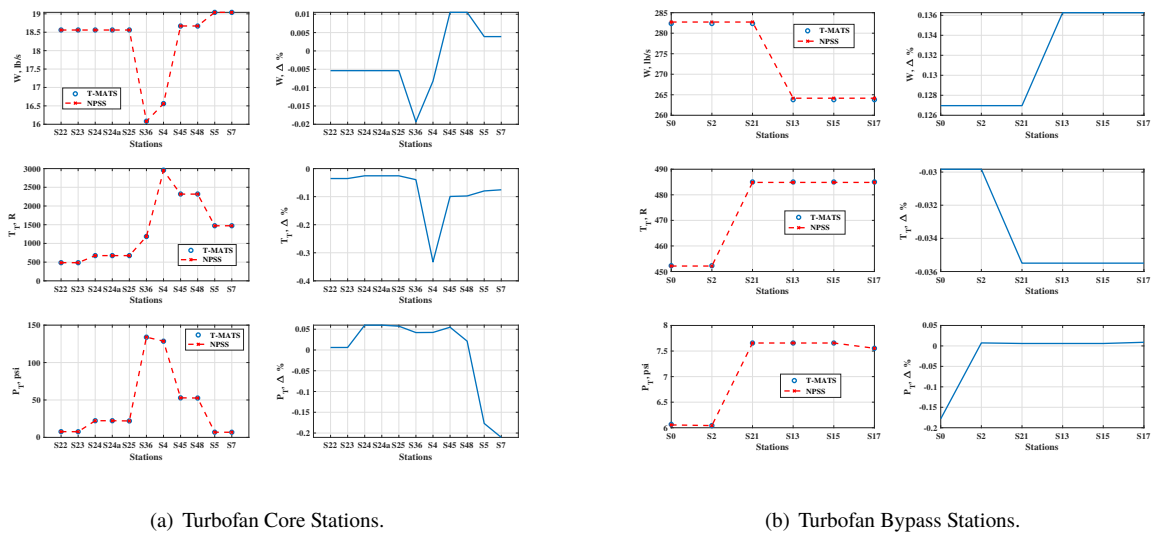 19
18.5
18
17.5
17
16.5
16
W, lb/s
T-MATS
NPSS
S22 S23 S24 S24a S25 S36 S4 S45 S48 S5 S7
Stations
0.01
0.005
0
-0.005
-0.01
-0.015
-0.02
W, Δ %
S22 S23 S24 S24a S25 S36 S4 S45 S48 S5 S7
Stations
3000
2500
2000
1500
1000
500
0
T_T, R
T-MATS
NPSS
S22 S23 S24 S24a S25 S36 S4 S45 S48 S5 S7
Stations
0
-0.1
-0.2
-0.3
-0.4
T_T, Δ %
S22 S23 S24 S24a S25 S36 S4 S45 S48 S5 S7
Stations
150
100
50
0
P_T, psi
T-MATS
NPSS
S22 S23 S24 S24a S25 S36 S4 S45 S48 S5 S7
Stations
0.05
0
-0.05
-0.1
-0.15
-0.2
P_T, Δ %
S22 S23 S24 S24a S25 S36 S4 S45 S48 S5 S7
Stations
(a) Turbofan Core Stations.
285
280
275
270
265
260
W, lb/s
T-MATS
NPSS
S0 S2 S21 S13 S15 S17
Stations
0.136
0.134
0.132
0.13
0.128
0.126
W, Δ %
S0 S2 S21 S13 S15 S17
Stations
490
480
470
460
450
T_T, R
T-MATS
NPSS
S0 S2 S21 S13 S15 S17
Stations
-0.03
-0.032
-0.034
-0.036
T_T, Δ %
S0 S2 S21 S13 S15 S17
Stations
8
7.5
7
6.5
6
P_T, psi
T-MATS
NPSS
S0 S2 S21 S13 S15 S17
Stations
0.05
0
-0.05
-0.1
-0.15
-0.2
P_T, Δ %
S0 S2 S21 S13 S15 S17
Stations
(b) Turbofan Bypass Stations.